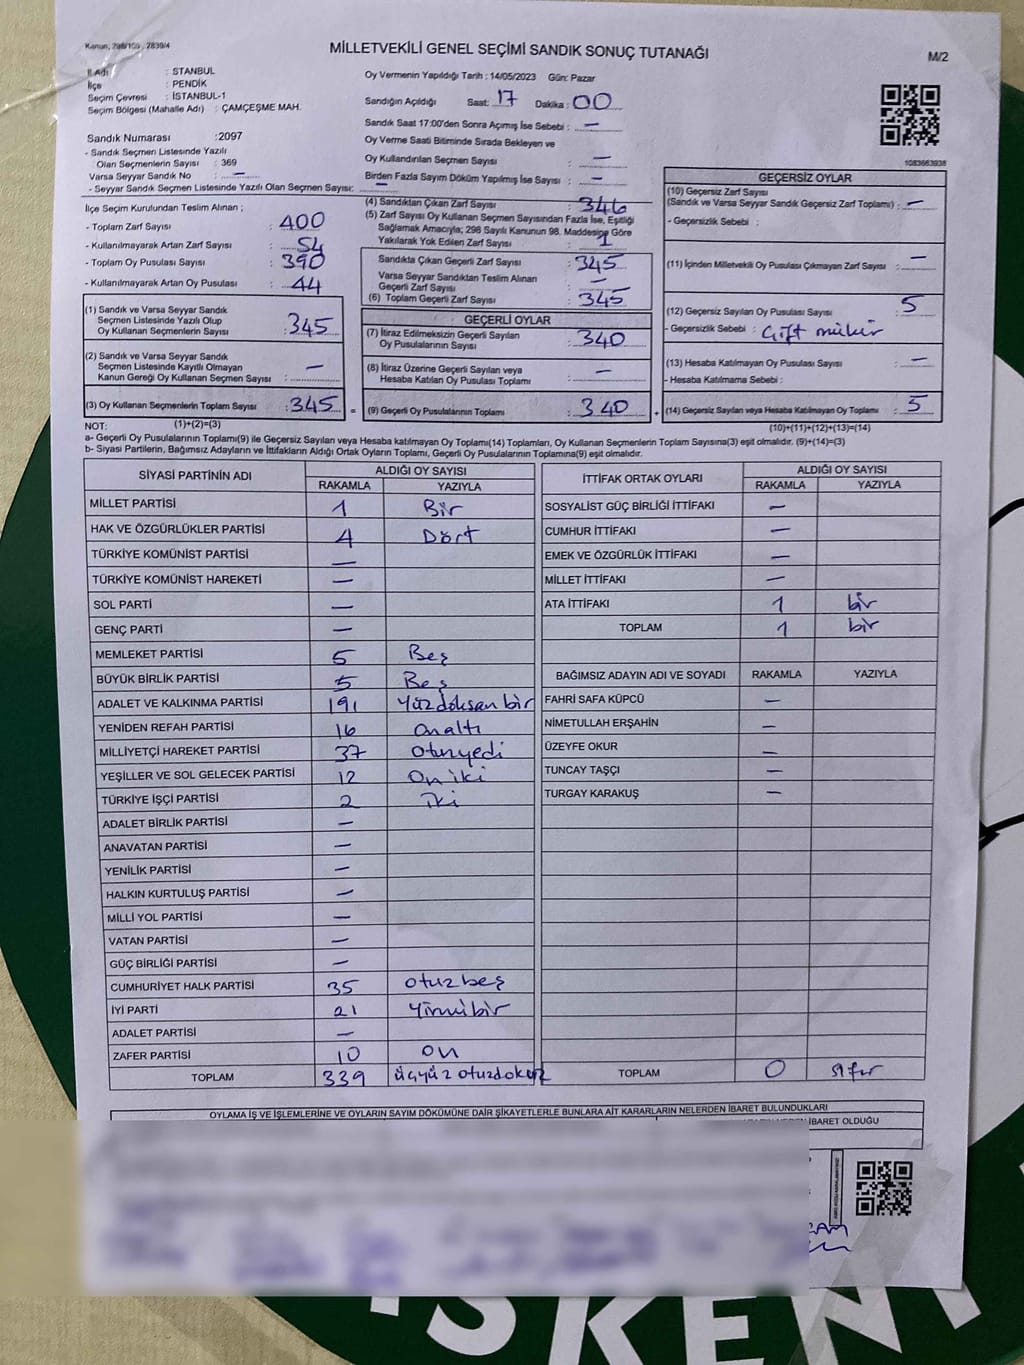 Kanun, 298/105 , 2839/4
MİLLETVEKİLİ GENEL SEÇİMİ SANDIK SONUÇ TUTANAĞI
M/2
İl Adı : STANBUL
İlçe : PENDİK
Seçim Çevresi : İSTANBUL-1
Seçim Bölgesi (Mahalle Adı) : ÇAMÇEŞME MAH.
Sandık Numarası :2097
- Sandık Seçmen Listesinde Yazılı
Olan Seçmenlerin Sayısı : 369
Varsa Seyyar Sandık No : —
- Seyyar Sandık Seçmen Listesinde Yazılı Olan Seçmen Sayısı: —
Oy Vermenin Yapıldığı Tarih : 14/05/2023 Gün: Pazar
Sandığın Açıldığı Saat: 17 Dakika : 00
Sandık Saat 17:00'den Sonra Açımış İse Sebebi : —
Oy Verme Saati Bitiminde Sırada Bekleyen ve
Oy Kullandırılan Seçmen Sayısı : —
Birden Fazla Sayım Döküm Yapılmış İse Sayısı : —
1083663938
İlçe Seçim Kurulundan Teslim Alınan ;
- Toplam Zarf Sayısı : 400
- Kullanılmayarak Artan Zarf Sayısı : 54
- Toplam Oy Pusulası Sayısı : 390
- Kullanılmayarak Artan Oy Pusulası : 44
(1) Sandık ve Varsa Seyyar Sandık
Seçmen Listesinde Yazılı Olup
Oy Kullanan Seçmenlerin Sayısı : 345
(2) Sandık ve Varsa Seyyar Sandık
Seçmen Listesinde Kayıtlı Olmayan
Kanun Gereği Oy Kullanan Seçmen Sayısı : —
(3) Oy Kullanan Seçmenlerin Toplam Sayısı : 345 =
(4) Sandıktan Çıkan Zarf Sayısı : 346
(5) Zarf Sayısı Oy Kullanan Seçmen Sayısından Fazla İse, Eşitliği
Sağlamak Amacıyla; 298 Sayılı Kanunun 98. Maddesine Göre
Yakılarak Yok Edilen Zarf Sayısı : 1
Sandıkta Çıkan Geçerli Zarf Sayısı : 345
Varsa Seyyar Sandıktan Teslim Alınan
Geçerli Zarf Sayısı : —
(6) Toplam Geçerli Zarf Sayısı : 345
GEÇERLİ OYLAR
(7) İtiraz Edilmeksizin Geçerli Sayılan
Oy Pusulalarının Sayısı : 340
(8) İtiraz Üzerine Geçerli Sayılan veya
Hesaba Katılan Oy Pusulası Toplamı : —
(9) Geçerli Oy Pusulalarının Toplamı : 340 +
GEÇERSİZ OYLAR
(10) Geçersiz Zarf Sayısı
(Sandık ve Varsa Seyyar Sandık Geçersiz Zarf Toplamı) : —
- Geçersizlik Sebebi :
(11) İçinden Milletvekili Oy Pusulası Çıkmayan Zarf Sayısı : —
(12) Geçersiz Sayılan Oy Pusulası Sayısı : 5
- Geçersizlik Sebebi : Çift mühür
(13) Hesaba Katılmayan Oy Pusulası Sayısı : —
- Hesaba Katılmama Sebebi :
(14) Geçersiz Sayılan veya Hesaba Katılmayan Oy Toplamı : 5
NOT: (1)+(2)=(3) (10)+(11)+(12)+(13)=(14)
a- Geçerli Oy Pusulalarının Toplamı(9) ile Geçersiz Sayılan veya Hesaba katılmayan Oy Toplamı(14) Toplamları, Oy Kullanan Seçmenlerin Toplam Sayısına(3) eşit olmalıdır. (9)+(14)=(3)
b- Siyasi Partilerin, Bağımsız Adayların ve İttifakların Aldığı Ortak Oyların Toplamı, Geçerli Oy Pusulalarının Toplamına(9) eşit olmalıdır.
SİYASİ PARTİNİN ADI ALDIĞI OY SAYISI
RAKAMLA YAZIYLA
MİLLET PARTİSİ 1 Bir
HAK VE ÖZGÜRLÜKLER PARTİSİ 4 Dört
TÜRKİYE KOMÜNİST PARTİSİ —
TÜRKİYE KOMÜNİST HAREKETİ —
SOL PARTİ —
GENÇ PARTİ —
MEMLEKET PARTİSİ 5 Beş
BÜYÜK BİRLİK PARTİSİ 5 Beş
ADALET VE KALKINMA PARTİSİ 191 Yüzdoksan bir
YENİDEN REFAH PARTİSİ 16 onaltı
MİLLİYETÇİ HAREKET PARTİSİ 37 otuzyedi
YEŞİLLER VE SOL GELECEK PARTİSİ 12 On iki
TÜRKİYE İŞÇİ PARTİSİ 2 iki
ADALET BİRLİK PARTİSİ —
ANAVATAN PARTİSİ —
YENİLİK PARTİSİ —
HALKIN KURTULUŞ PARTİSİ —
MİLLİ YOL PARTİSİ —
VATAN PARTİSİ —
GÜÇ BİRLİĞİ PARTİSİ —
CUMHURİYET HALK PARTİSİ 35 otuzbeş
İYİ PARTİ 21 Yirmibir
ADALET PARTİSİ —
ZAFER PARTİSİ 10 on
TOPLAM 339 üçyüz otuzdokuz
İTTİFAK ORTAK OYLARI ALDIĞI OY SAYISI
RAKAMLA YAZIYLA
SOSYALİST GÜÇ BİRLİĞİ İTTİFAKI —
CUMHUR İTTİFAKI —
EMEK VE ÖZGÜRLÜK İTTİFAKI —
MİLLET İTTİFAKI —
ATA İTTİFAKI 1 bir
TOPLAM 1 bir
BAĞIMSIZ ADAYIN ADI VE SOYADI RAKAMLA YAZIYLA
FAHRİ SAFA KÜPCÜ —
NİMETULLAH ERŞAHİN —
ÜZEYFE OKUR —
TUNCAY TAŞÇI —
TURGAY KARAKUŞ —
TOPLAM 0 sıfır
OYLAMA İŞ VE İŞLEMLERİNE VE OYLARIN SAYIM DÖKÜMÜNE DAİR ŞİKAYETLERLE BUNLARA AİT KARARLARIN NELERDEN İBARET BULUNDUKLARI
İBARET OLDUĞU